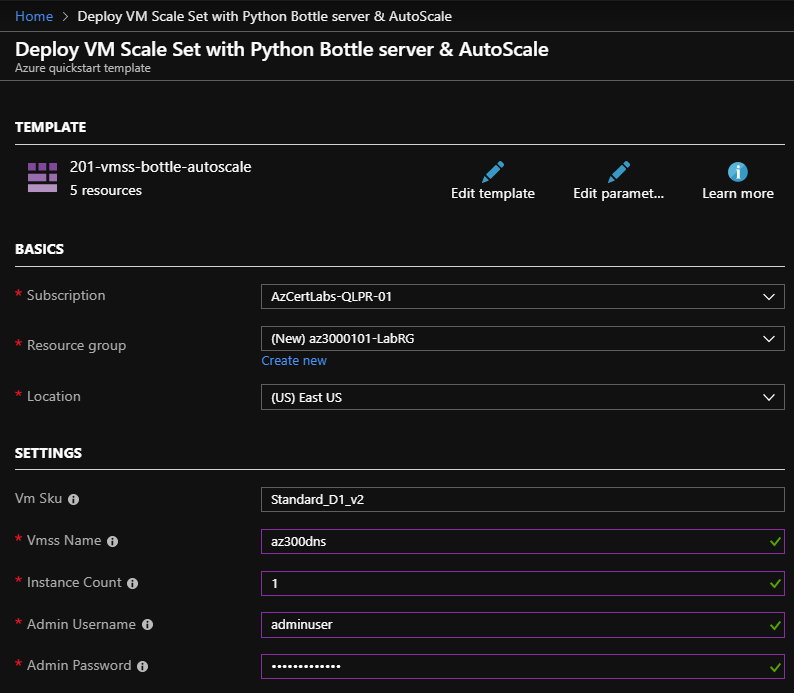 Home > Deploy VM Scale Set with Python Bottle server & AutoScale
Deploy VM Scale Set with Python Bottle server & AutoScale
Azure quickstart template
TEMPLATE
201-vmss-bottle-autoscale
5 resources
Edit template
Edit paramet...
Learn more
BASICS
* Subscription
AzCertLabs-QLPR-01
* Resource group
(New) az3000101-LabRG
Create new
* Location
(US) East US
SETTINGS
Vm Sku
Standard_D1_v2
* Vmss Name
az300dns
* Instance Count
1
* Admin Username
adminuser
* Admin Password
•••••••••••••